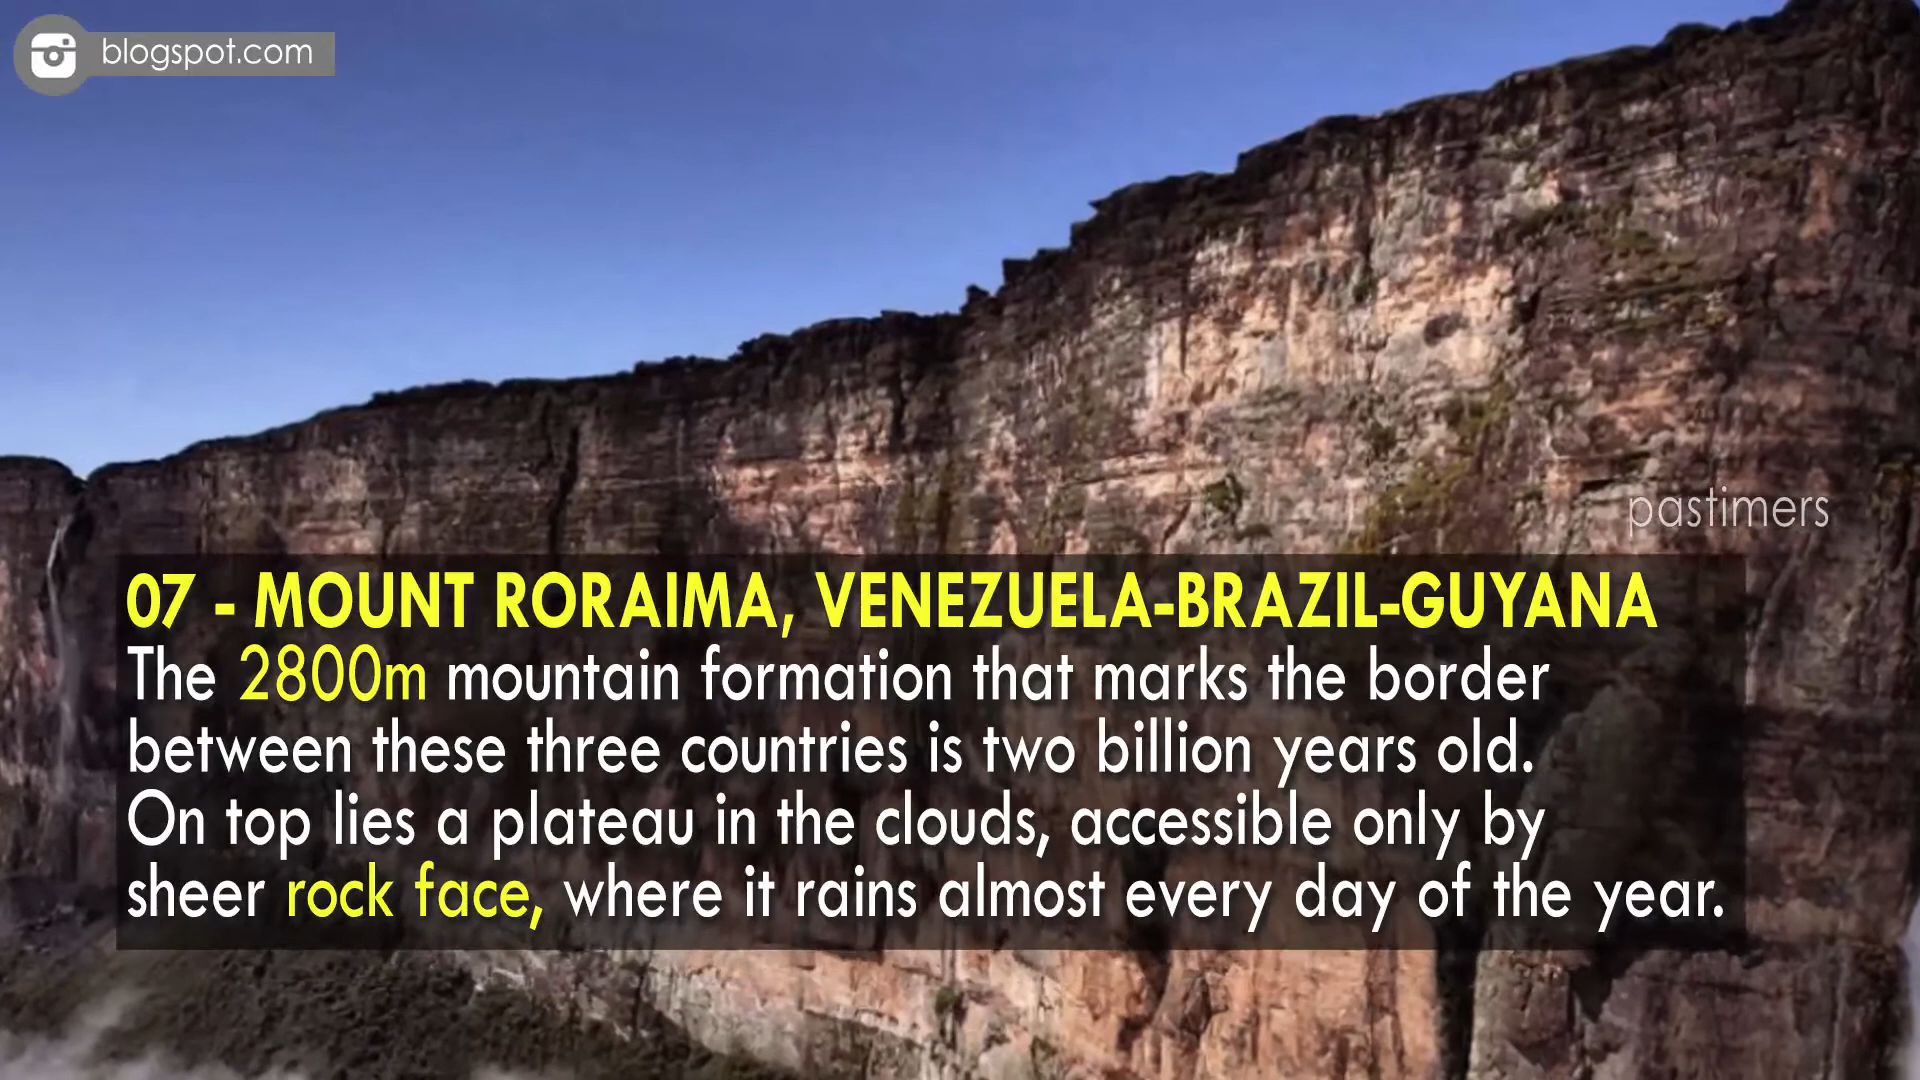 blogspot.com
pastimers
07 - MOUNT RORAIMA, VENEZUELA-BRAZIL-GUYANA
The 2800m mountain formation that marks the border
between these three countries is two billion years old.
On top lies a plateau in the clouds, accessible only by
sheer rock face, where it rains almost every day of the year.